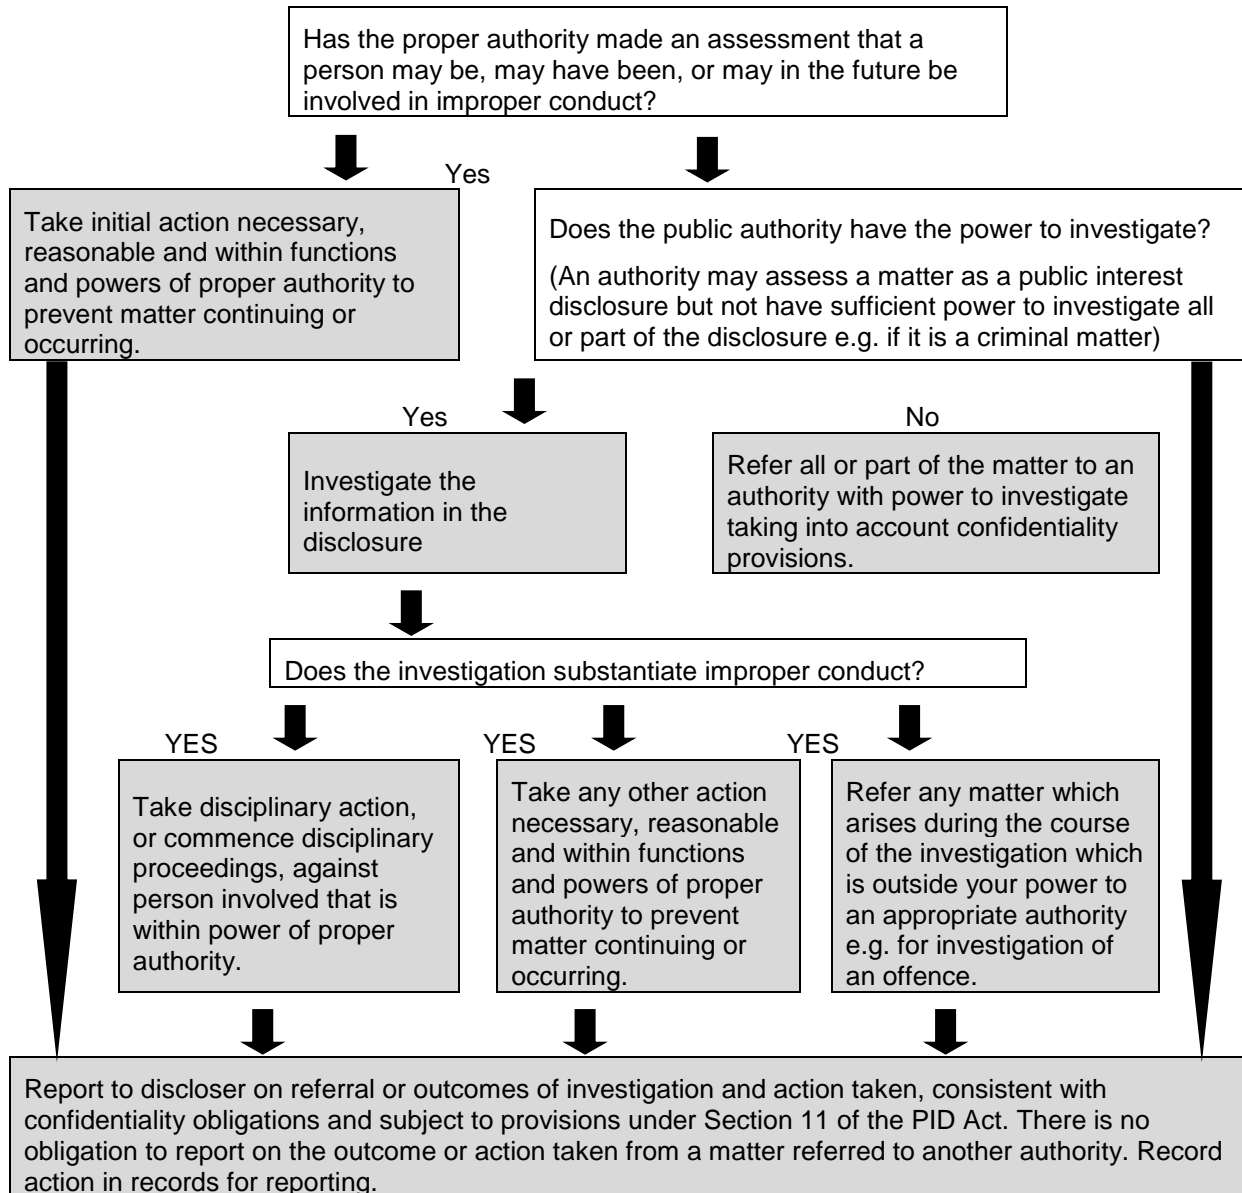 Has the proper authority made an assessment that a
person may be, may have been, or may in the future be
involved in improper conduct?
Yes
Take initial action necessary,
reasonable and within functions
and powers of proper authority to
prevent matter continuing or
occurring.
Does the public authority have the power to investigate?
(An authority may assess a matter as a public interest
disclosure but not have sufficient power to investigate all
or part of the disclosure e.g. if it is a criminal matter)
Yes
No
Investigate the
information in the
disclosure
Refer all or part of the matter to an
authority with power to investigate
taking into account confidentiality
provisions.
Does the investigation substantiate improper conduct?
YES
YES
YES
Take disciplinary action,
or commence disciplinary
proceedings, against
person involved that is
within power of proper
authority.
Take any other action
necessary, reasonable
and within functions
and powers of proper
authority to prevent
matter continuing or
occurring.
Refer any matter which
arises during the course
of the investigation which
is outside your power to
an appropriate authority
e.g. for investigation of
an offence.
Report to discloser on referral or outcomes of investigation and action taken, consistent with
confidentiality obligations and subject to provisions under Section 11 of the PID Act. There is no
obligation to report on the outcome or action taken from a matter referred to another authority. Record
action in records for reporting.